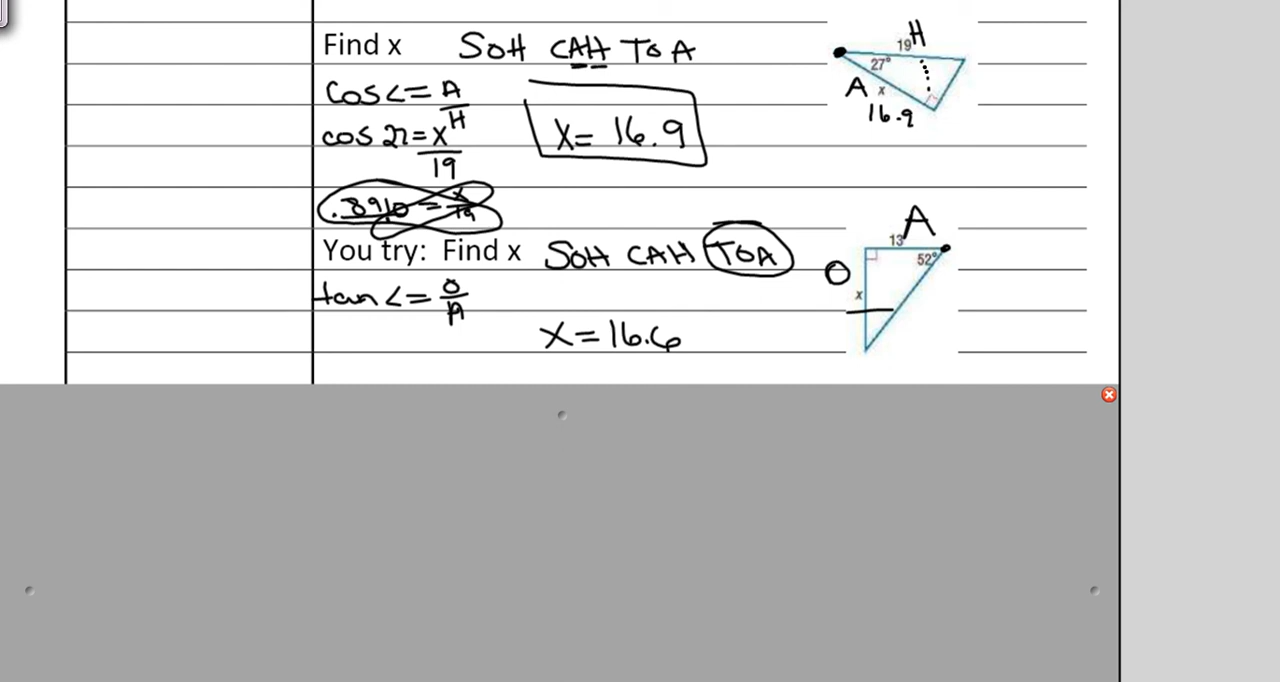 Find x SOH CAH TOA
19 H
27°
A x
16.9
cos∠= A/H
cos 27= x/19
X= 16.9
.8910 = x/19
You try: Find x SOH CAH TOA
13 A
52°
O
x
tan∠= O/A
x=16.6